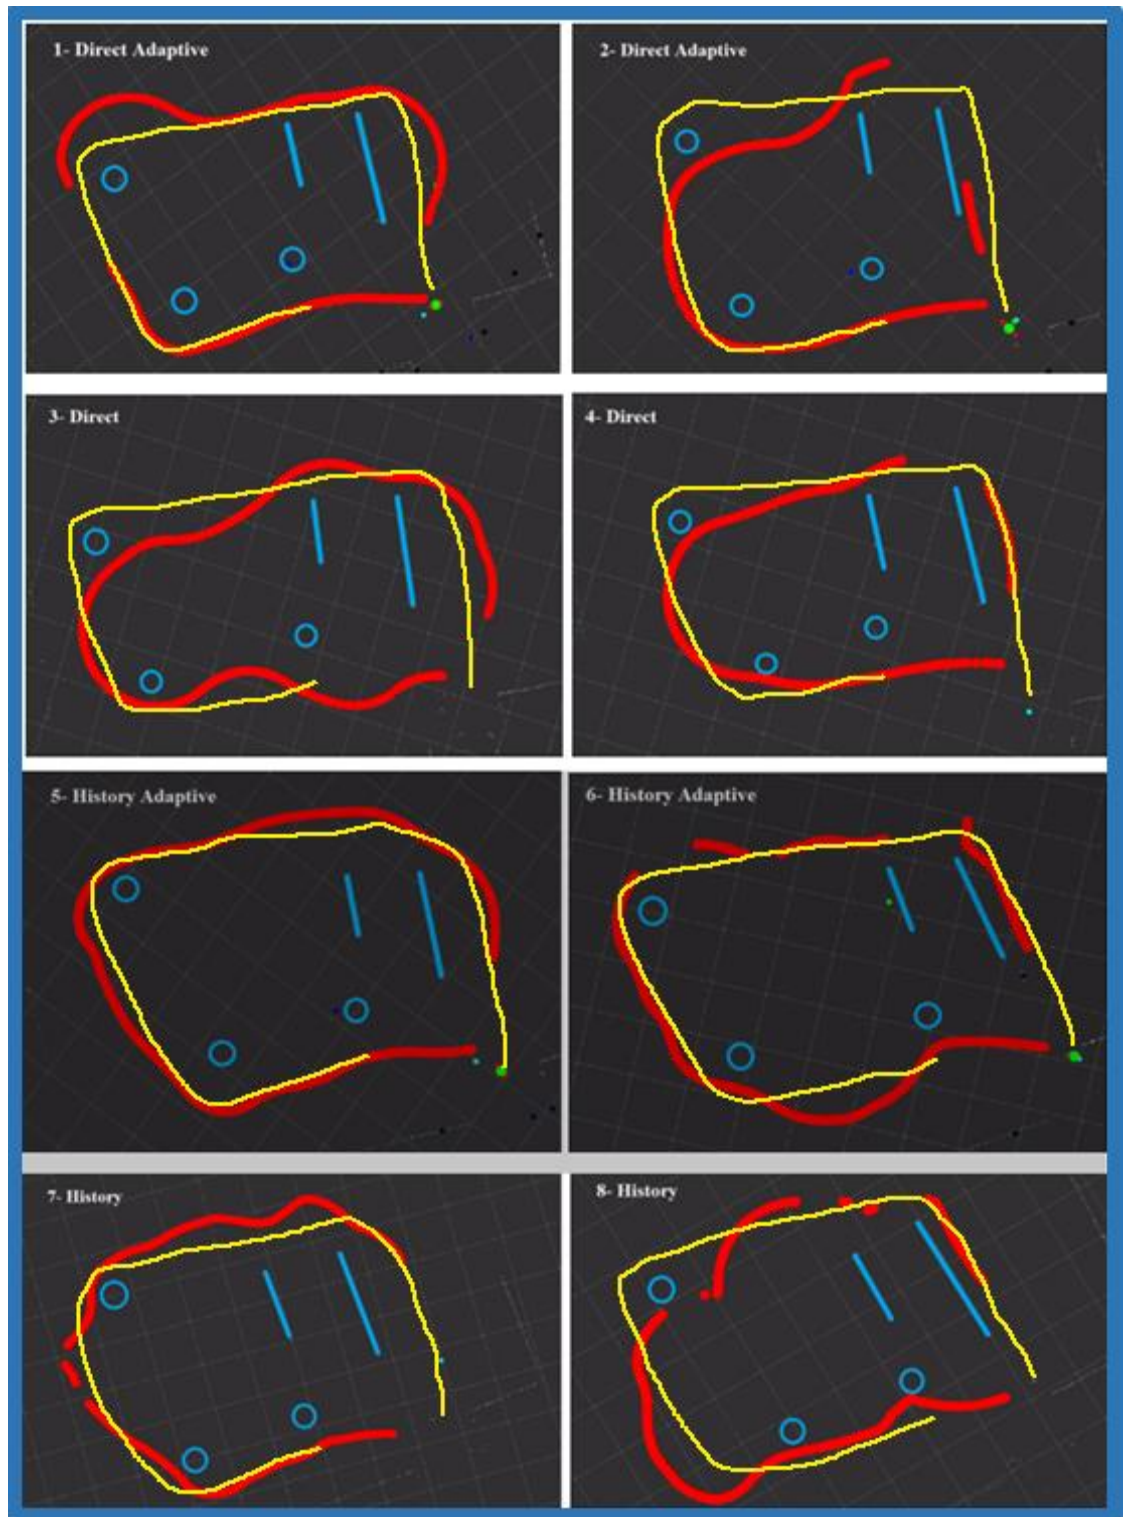 1- Direct Adaptive
2- Direct Adaptive
3- Direct
4- Direct
5- History Adaptive
6- History Adaptive
7- History
8- History